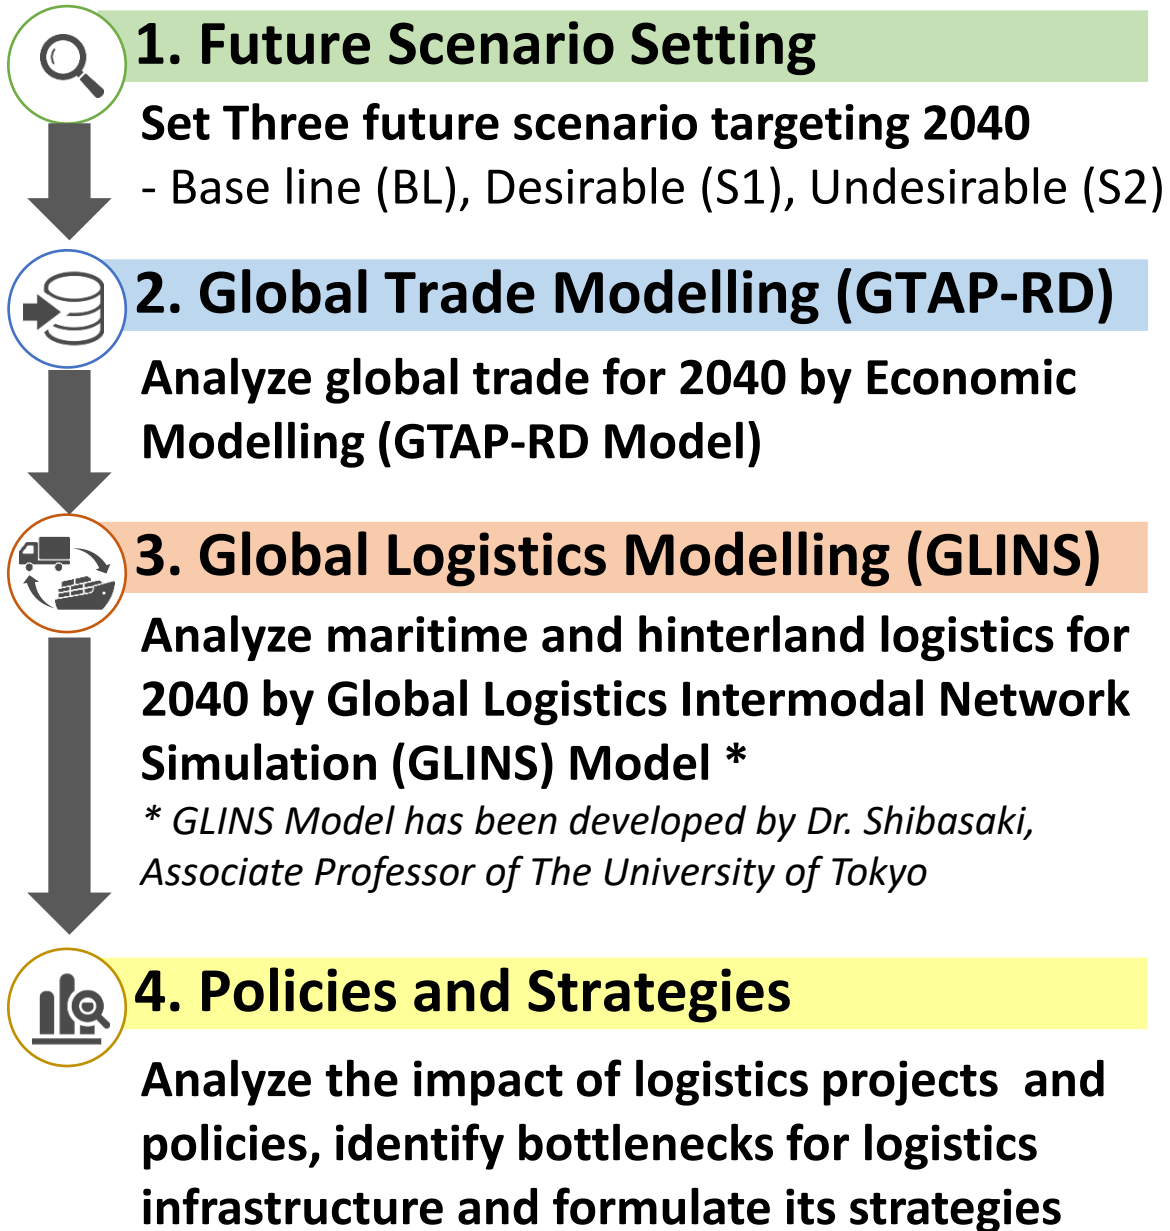 1. Future Scenario Setting
Set Three future scenario targeting 2040
- Base line (BL), Desirable (S1), Undesirable (S2)
2. Global Trade Modelling (GTAP-RD)
Analyze global trade for 2040 by Economic
Modelling (GTAP-RD Model)
3. Global Logistics Modelling (GLINS)
Analyze maritime and hinterland logistics for
2040 by Global Logistics Intermodal Network
Simulation (GLINS) Model *
* GLINS Model has been developed by Dr. Shibasaki,
Associate Professor of The University of Tokyo
4. Policies and Strategies
Analyze the impact of logistics projects  and
policies, identify bottlenecks for logistics
infrastructure and formulate its strategies